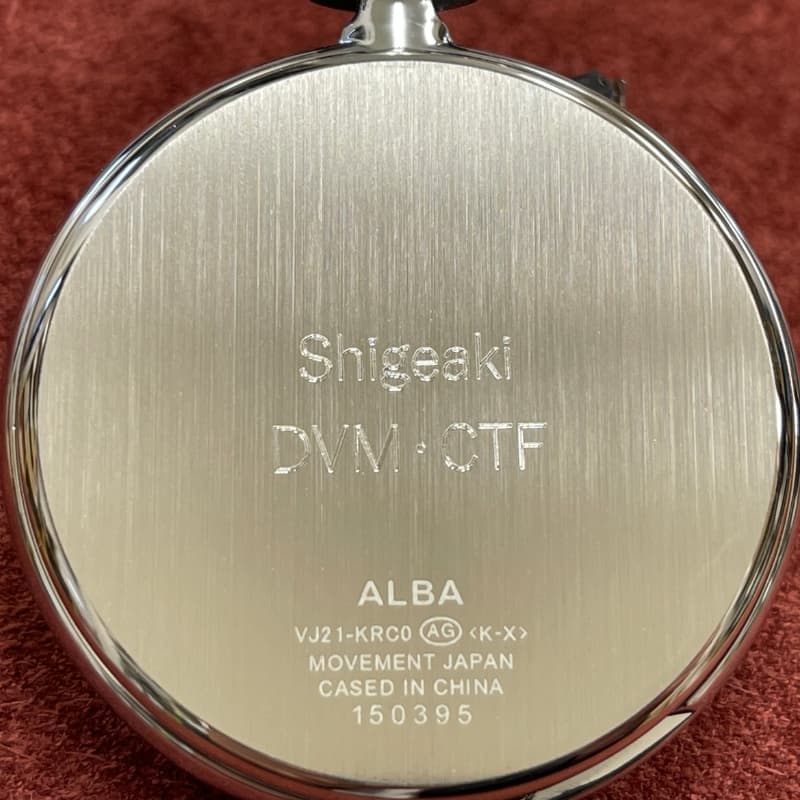 Shigeaki
DVM・CTF
ALBA
VJ21-KRC0 AG <K-X>
MOVEMENT JAPAN
CASED IN CHINA
150395